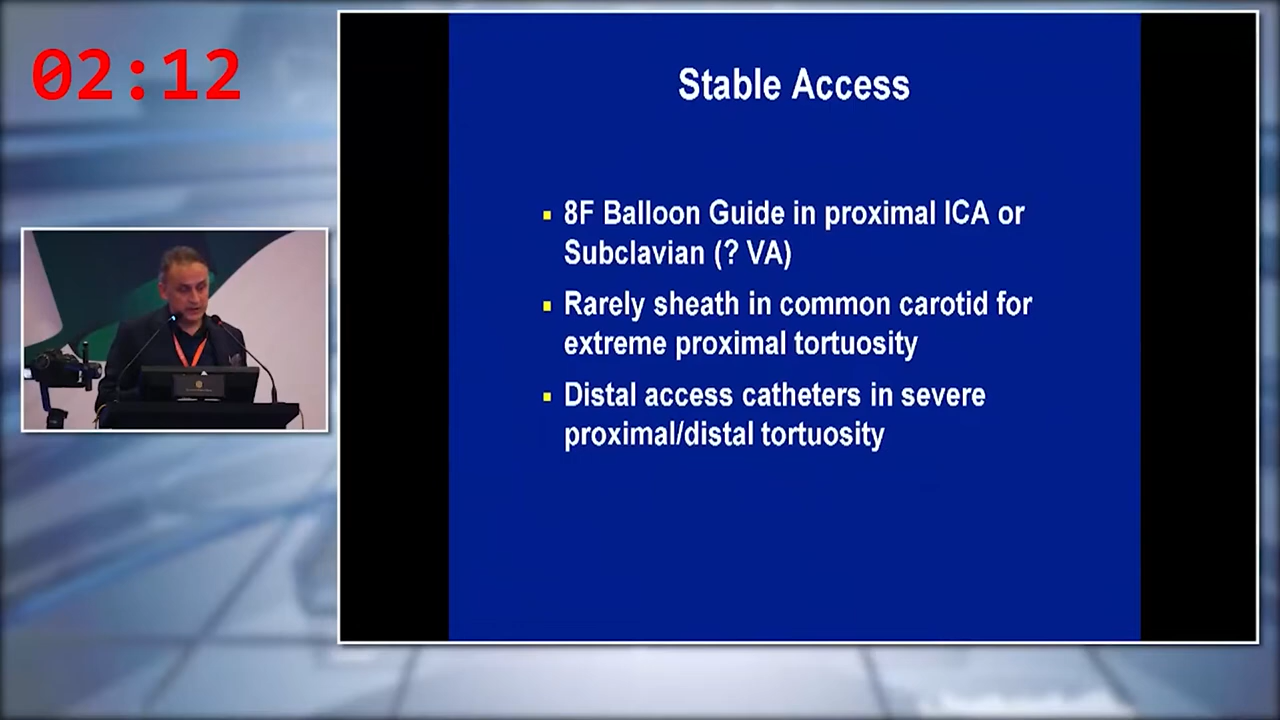 02:12
Stable Access
8F Balloon Guide in proximal ICA or
Subclavian (? VA)
Rarely sheath in common carotid for
extreme proximal tortuosity
Distal access catheters in severe
proximal/distal tortuosity